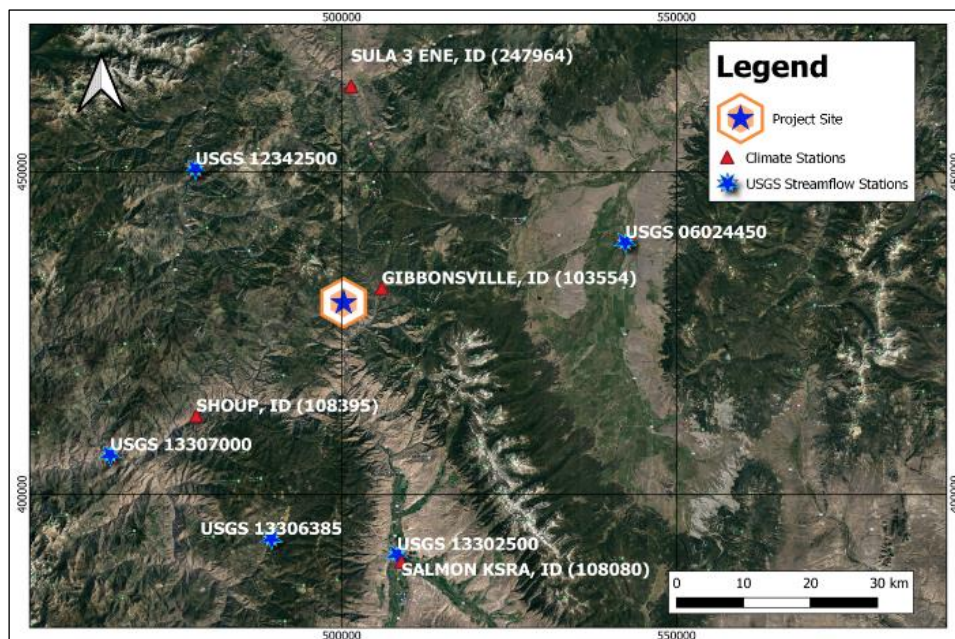 500000
550000
SULA 3 ENE, ID (247964)
Legend
Project Site
Climate Stations
USGS Streamflow Stations
USGS 12342500
450000
450000
USGS 06024450
GIBBONSVILLE, ID (103554)
SHOUP, ID (108395)
USGS 13307000
400000
400000
USGS 13306385
USGS 13302500
SALMON KSRA, ID (108080)
0 10 20 30 km
500000
550000